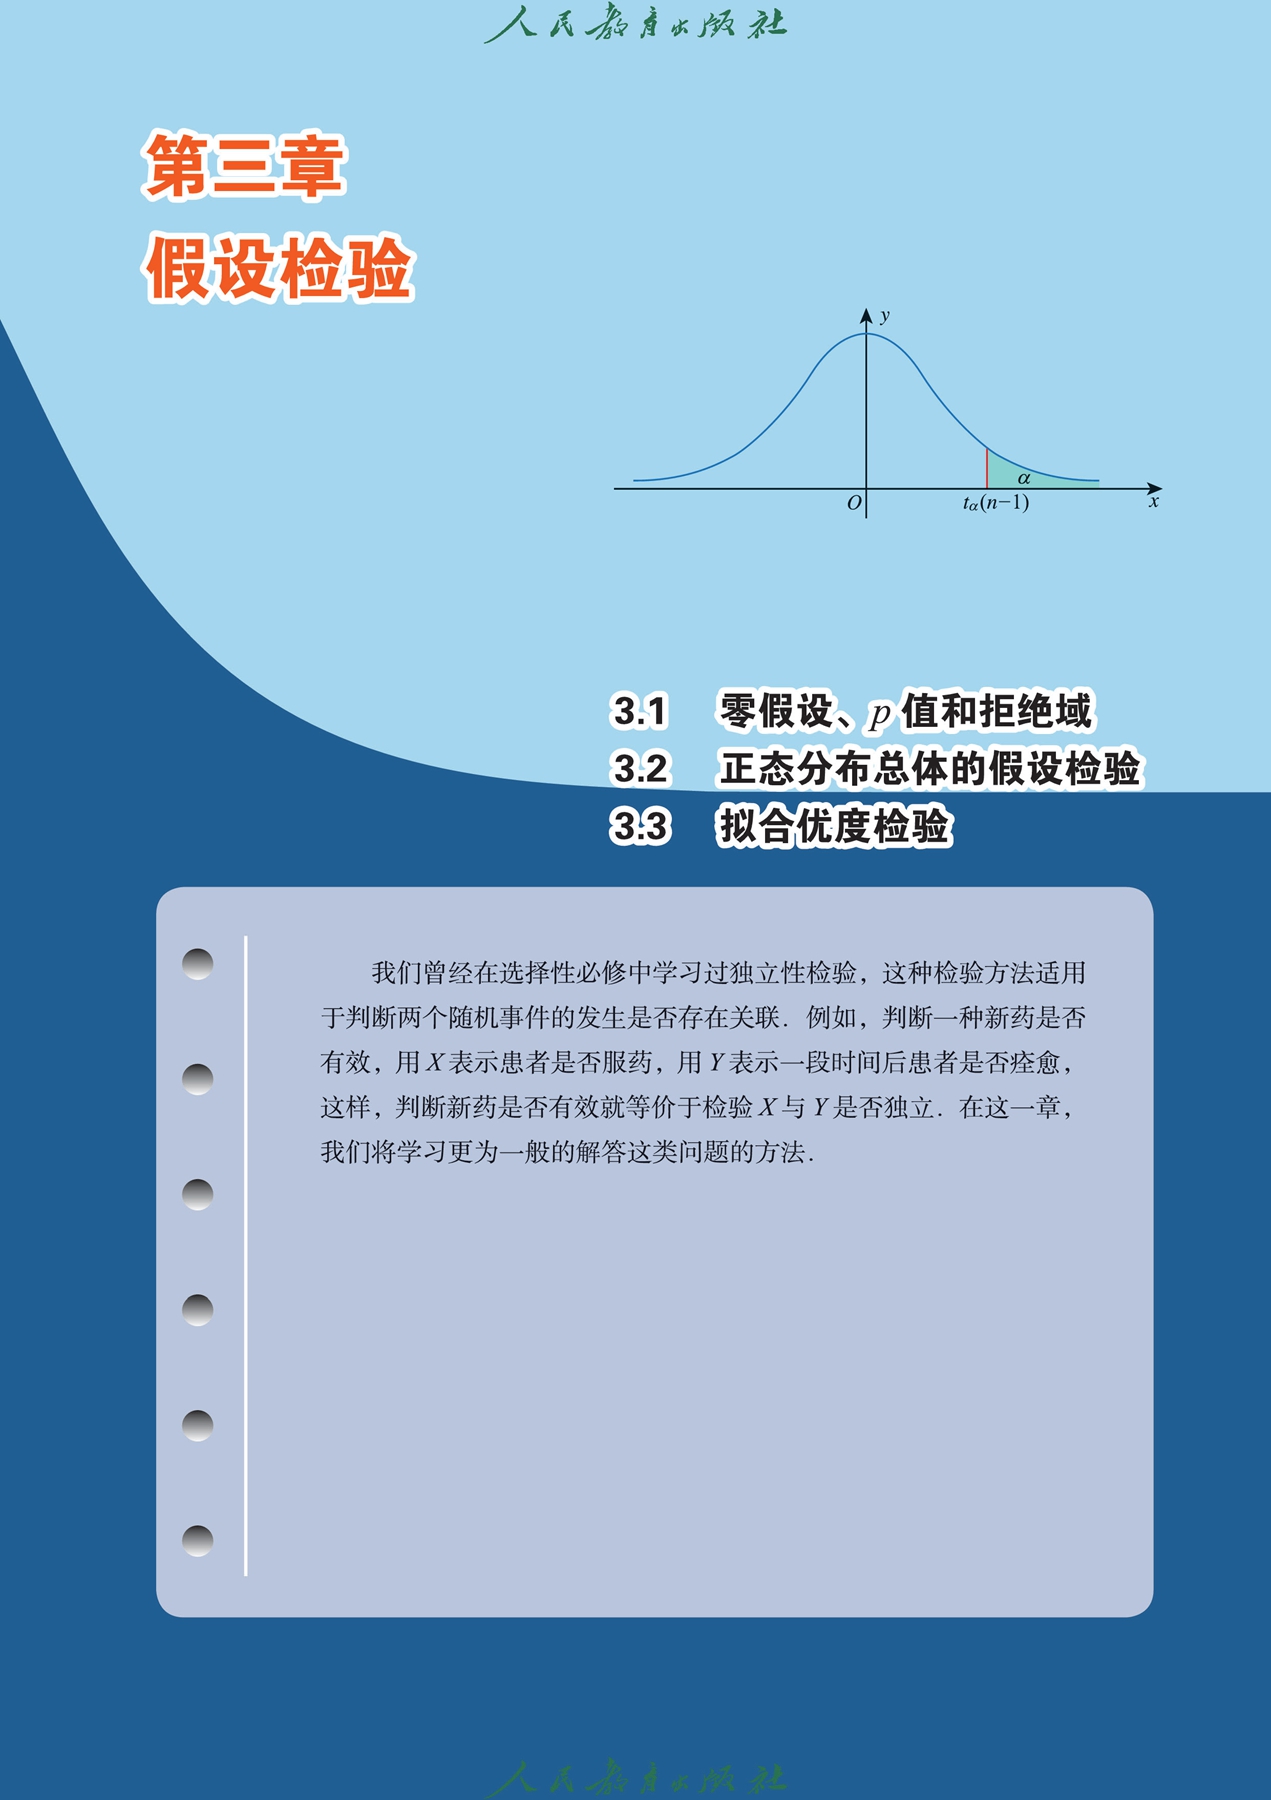 人民教育出版社
第三章
假设检验
y
α
O
tα(n−1)
x
3.1 零假设、p 值和拒绝域
3.2 正态分布总体的假设检验
3.3 拟合优度检验
我们曾经在选择性必修中学习过独立性检验，这种检验方法适用
于判断两个随机事件的发生是否存在关联．例如，判断一种新药是否
有效，用 X 表示患者是否服药，用 Y 表示一段时间后患者是否痊愈，
这样，判断新药是否有效就等价于检验 X 与 Y 是否独立．在这一章，
我们将学习更为一般的解答这类问题的方法．
人民教育出版社